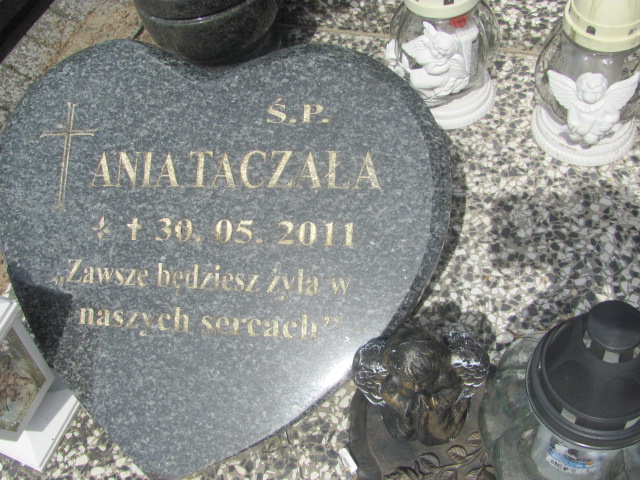 Ś.P.
ANIA TACZAŁA
⚹ ✝ 30. 05. 2011
„Zawsze będziesz żyła w
naszych sercach”